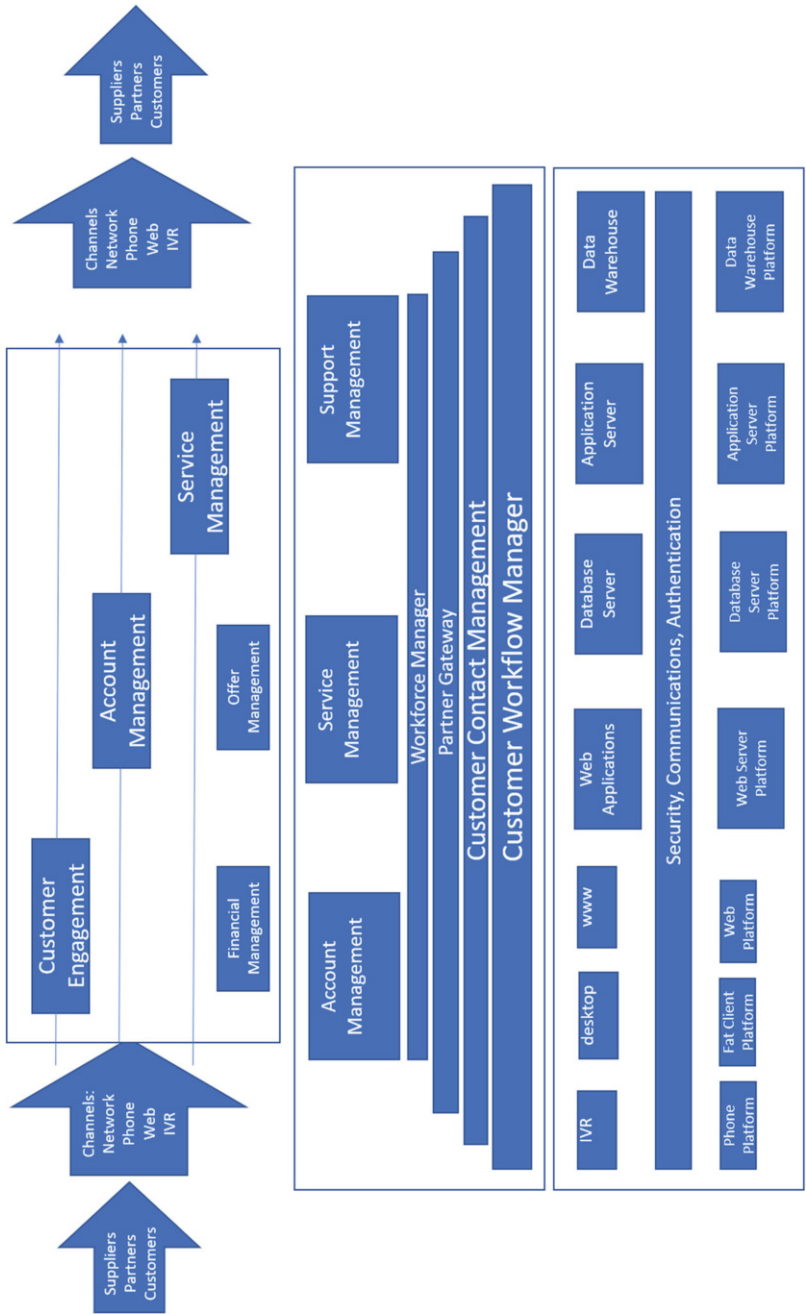 Suppliers
Partners
Customers
Channels:
Network
Phone
Web
IVR
Customer
Engagement
Account
Management
Service
Management
Financial
Management
Offer
Management
Channels
Network
Phone
Web
IVR
Suppliers
Partners
Customers
Account
Management
Service
Management
Support
Management
Workforce Manager
Partner Gateway
Customer Contact Management
Customer Workflow Manager
IVR
desktop
www
Web
Applications
Database
Server
Application
Server
Data
Warehouse
Security, Communications, Authentication
Phone
Platform
Fat Client
Platform
Web
Platform
Web Server
Platform
Database
Server
Platform
Application
Server
Platform
Data
Warehouse
Platform